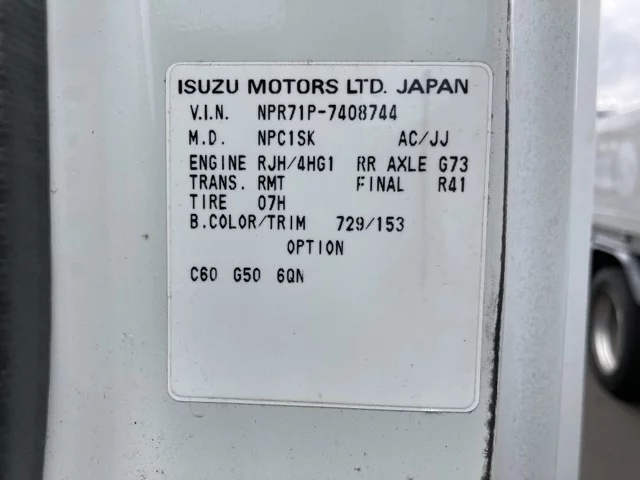 ISUZU MOTORS LTD. JAPAN
V.I.N. NPR71P-7408744
M.D. NPC1SK AC/JJ
ENGINE RJH/4HG1 RR AXLE G73
TRANS. RMT FINAL R41
TIRE 07H
B.COLOR/TRIM 729/153
OPTION
C60 G50 6QN